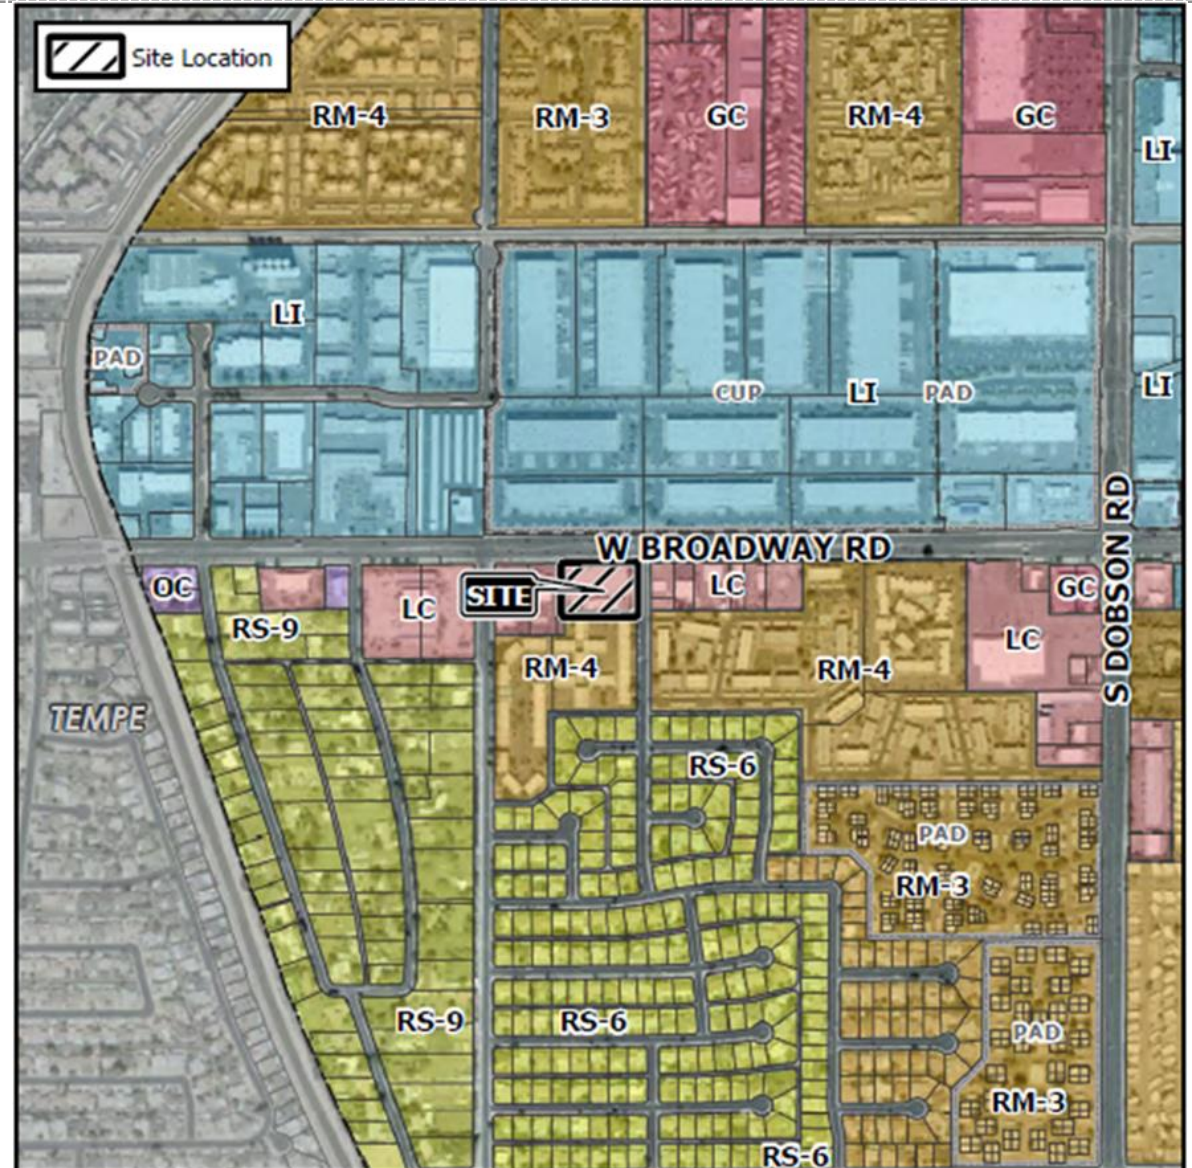 Site Location
RM-4
RM-3
GC
RM-4
GC
LI
LI
PAD
CUP
LI
PAD
LI
W BROADWAY RD
S DOBSON RD
OC
SITE
LC
LC
GC
RS-9
LC
RM-4
RM-4
TEMPE
RS-6
PAD
RM-3
RS-9
RS-6
PAD
RM-3
RS-6